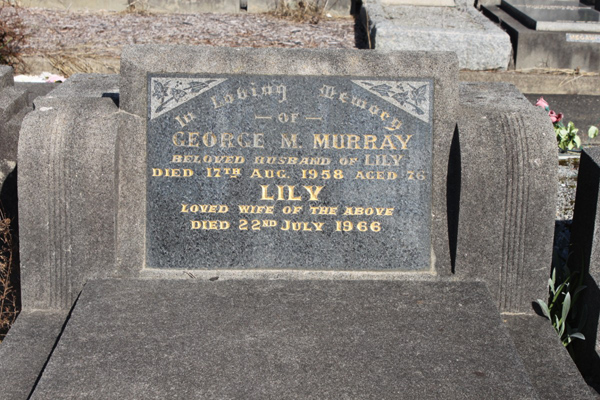 In Loving Memory
— OF —
GEORGE M. MURRAY
BELOVED HUSBAND OF LILY
DIED 17TH AUG. 1958 AGED 76
LILY
LOVED WIFE OF THE ABOVE
DIED 22ND JULY 1966